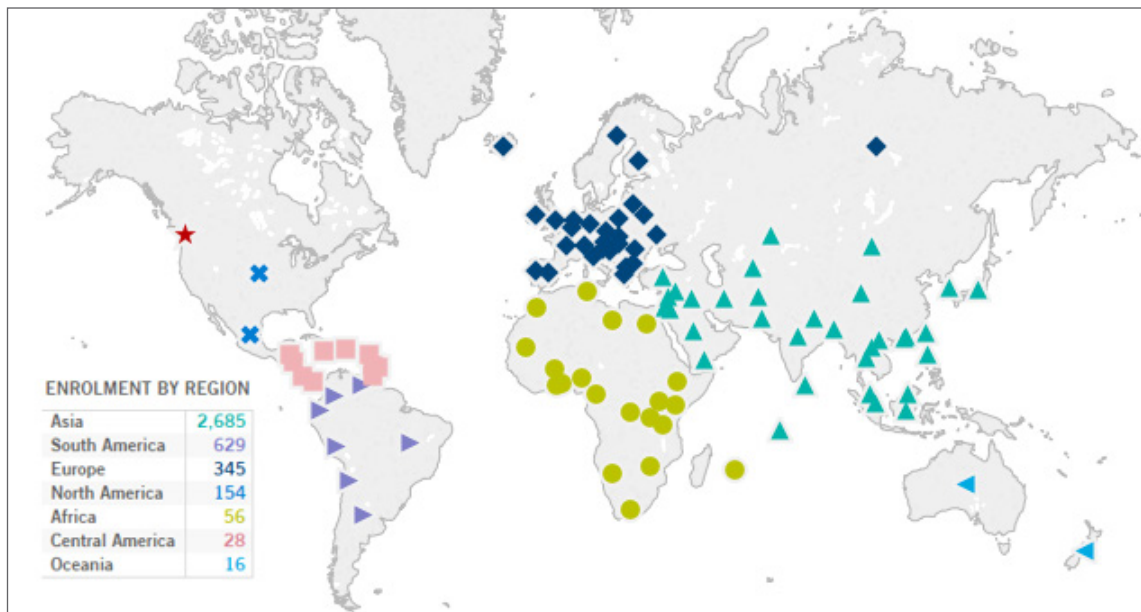 ENROLMENT BY REGION
Asia 2,685
South America 629
Europe 345
North America 154
Africa 56
Central America 28
Oceania 16